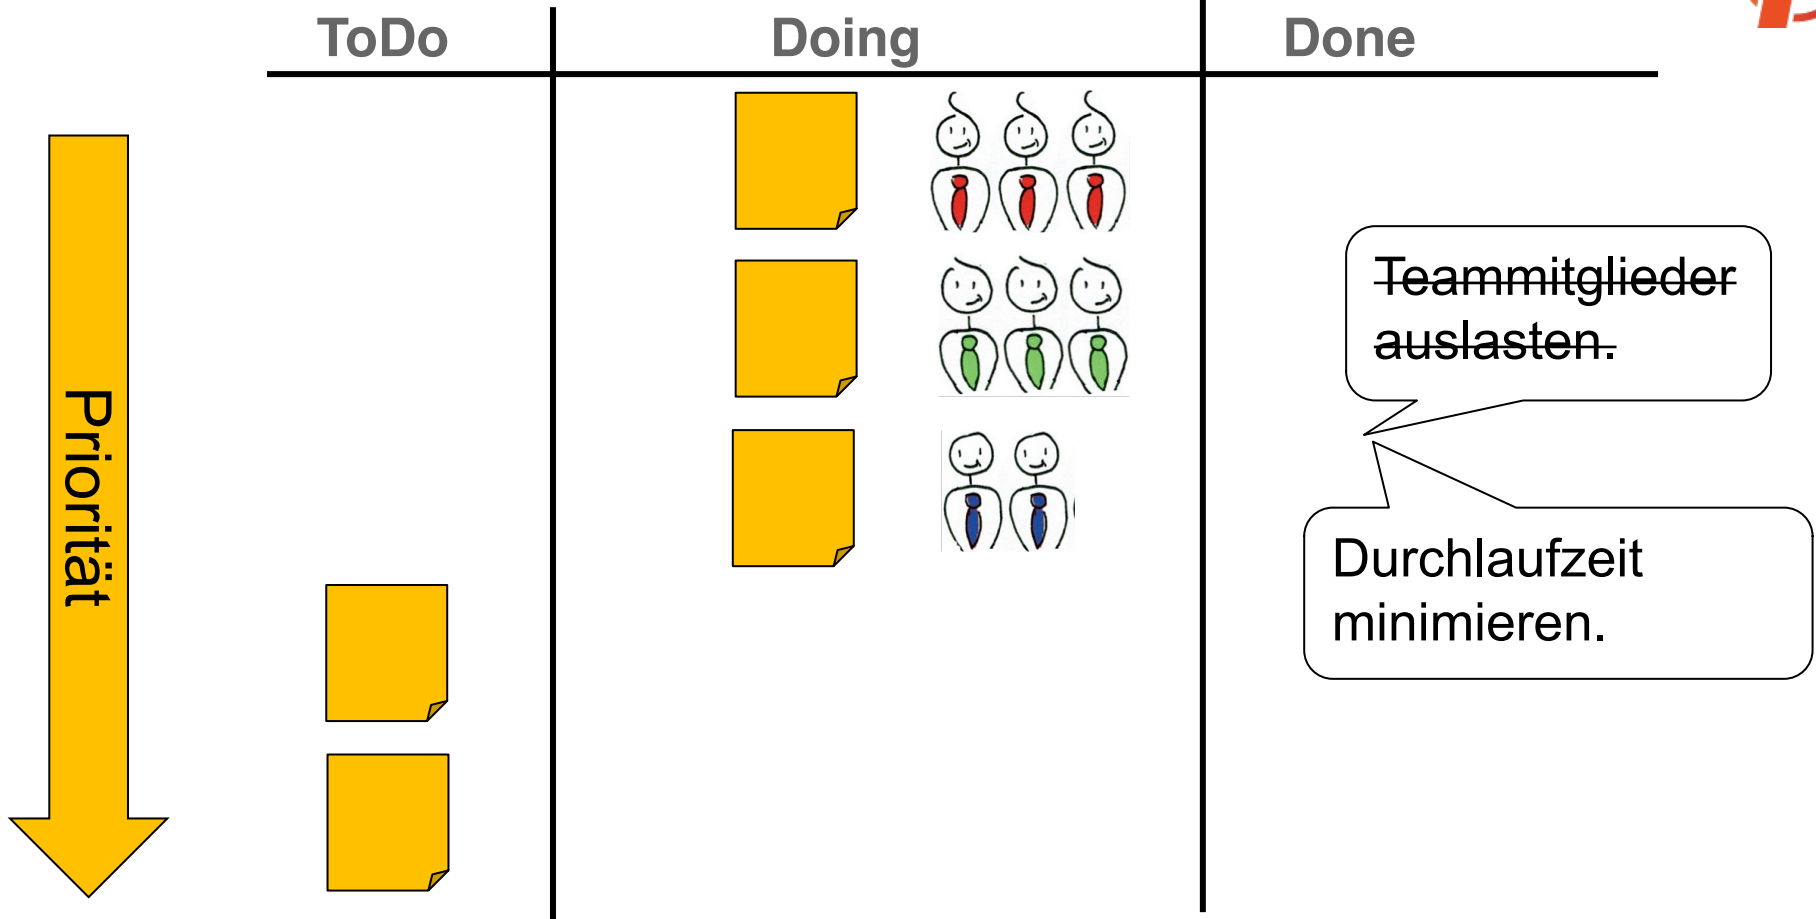 ToDo
Doing
Done
Priorität
Teammitglieder
auslasten.
Durchlaufzeit
minimieren.